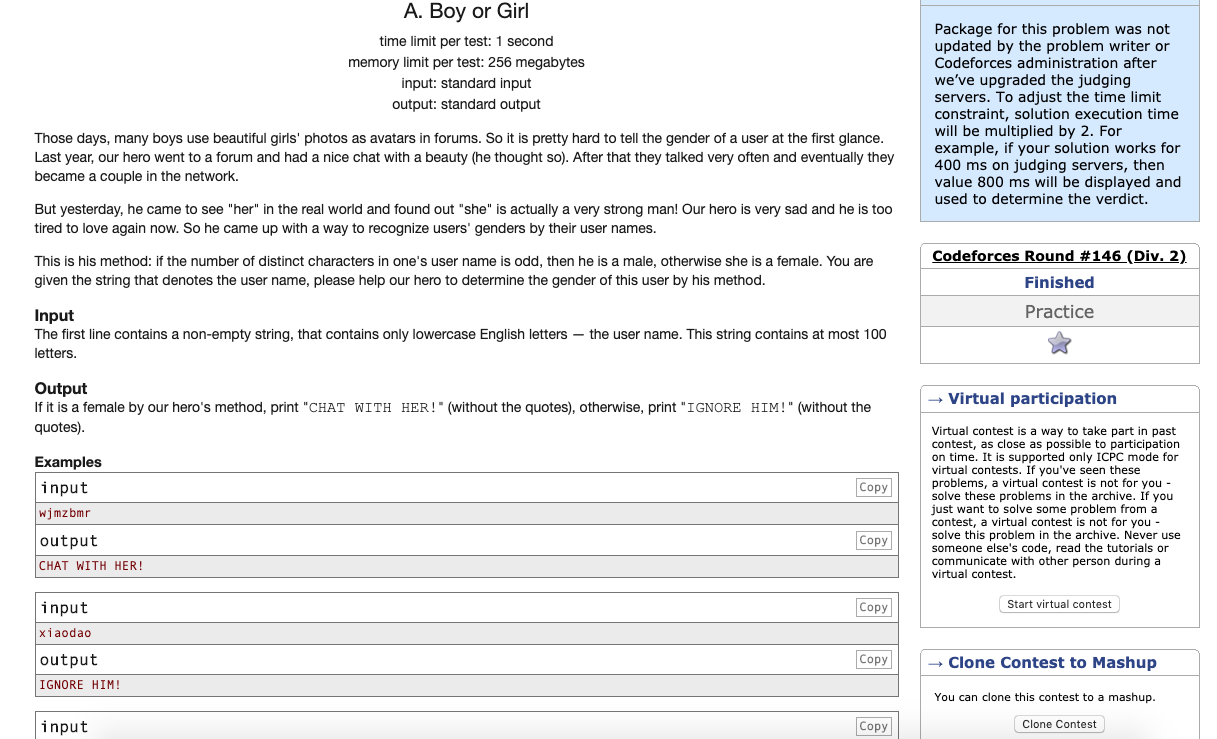 A. Boy or Girl
time limit per test: 1 second
memory limit per test: 256 megabytes
input: standard input
output: standard output
Those days, many boys use beautiful girls' photos as avatars in forums. So it is pretty hard to tell the gender of a user at the first glance.
Last year, our hero went to a forum and had a nice chat with a beauty (he thought so). After that they talked very often and eventually they
became a couple in the network.
But yesterday, he came to see "her" in the real world and found out "she" is actually a very strong man! Our hero is very sad and he is too
tired to love again now. So he came up with a way to recognize users' genders by their user names.
This is his method: if the number of distinct characters in one's user name is odd, then he is a male, otherwise she is a female. You are
given the string that denotes the user name, please help our hero to determine the gender of this user by his method.
Input
The first line contains a non-empty string, that contains only lowercase English letters — the user name. This string contains at most 100
letters.
Output
If it is a female by our hero's method, print "CHAT WITH HER!" (without the quotes), otherwise, print "IGNORE HIM!" (without the
quotes).
Examples
input
Copy
wjmzbmr
output
Copy
CHAT WITH HER!
input
Copy
xiaodao
output
Copy
IGNORE HIM!
input
Copy
Package for this problem was not
updated by the problem writer or
Codeforces administration after
we've upgraded the judging
servers. To adjust the time limit
constraint, solution execution time
will be multiplied by 2. For
example, if your solution works for
400 ms on judging servers, then
value 800 ms will be displayed and
used to determine the verdict.
Codeforces Round #146 (Div. 2)
Finished
Practice
→ Virtual participation
Virtual contest is a way to take part in past
contest, as close as possible to participation
on time. It is supported only ICPC mode for
virtual contests. If you've seen these
problems, a virtual contest is not for you -
solve these problems in the archive. If you
just want to solve some problem from a
contest, a virtual contest is not for you -
solve this problem in the archive. Never use
someone else's code, read the tutorials or
communicate with other person during a
virtual contest.
Start virtual contest
→ Clone Contest to Mashup
You can clone this contest to a mashup.
Clone Contest